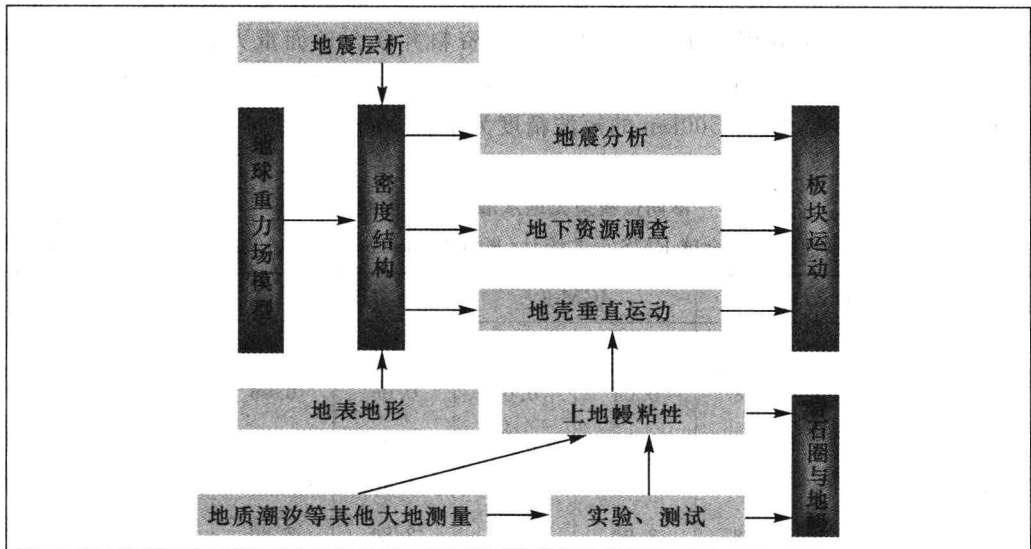 地震层析
地球重力场模型
密度结构
地震分析
地下资源调查
地壳垂直运动
板块运动
地表地形
上地幔粘性
石圈与地
地质潮汐等其他大地测量
实验、测试